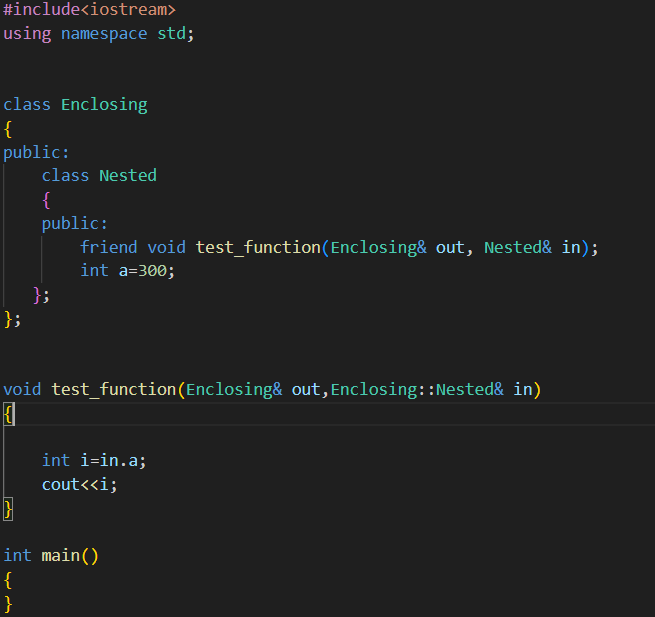 #include<iostream>
using namespace std;
class Enclosing
{
public:
    class Nested
    {
    public:
        friend void test_function(Enclosing& out, Nested& in);
        int a=300;
    };
};
void test_function(Enclosing& out,Enclosing::Nested& in)
{
    int i=in.a;
    cout<<i;
}
int main()
{
}